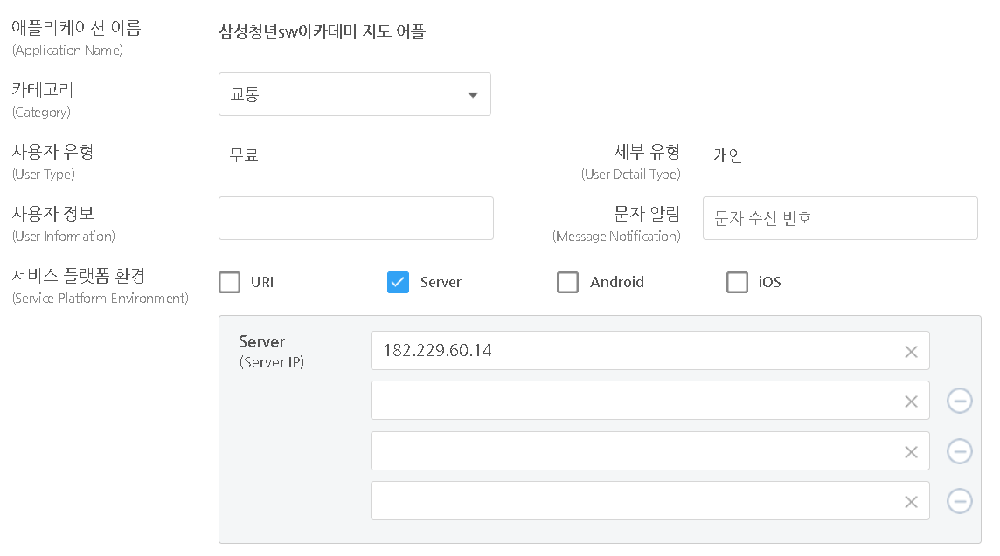 애플리케이션 이름
(Application Name)
삼성청년sw아카데미 지도 어플
카테고리
(Category)
교통
사용자 유형
(User Type)
무료
세부 유형
(User Detail Type)
개인
사용자 정보
(User Information)
문자 알림
(Message Notification)
문자 수신 번호
서비스 플랫폼 환경
(Service Platform Environment)
URI
Server
Android
iOS
Server
(Server IP)
182.229.60.14